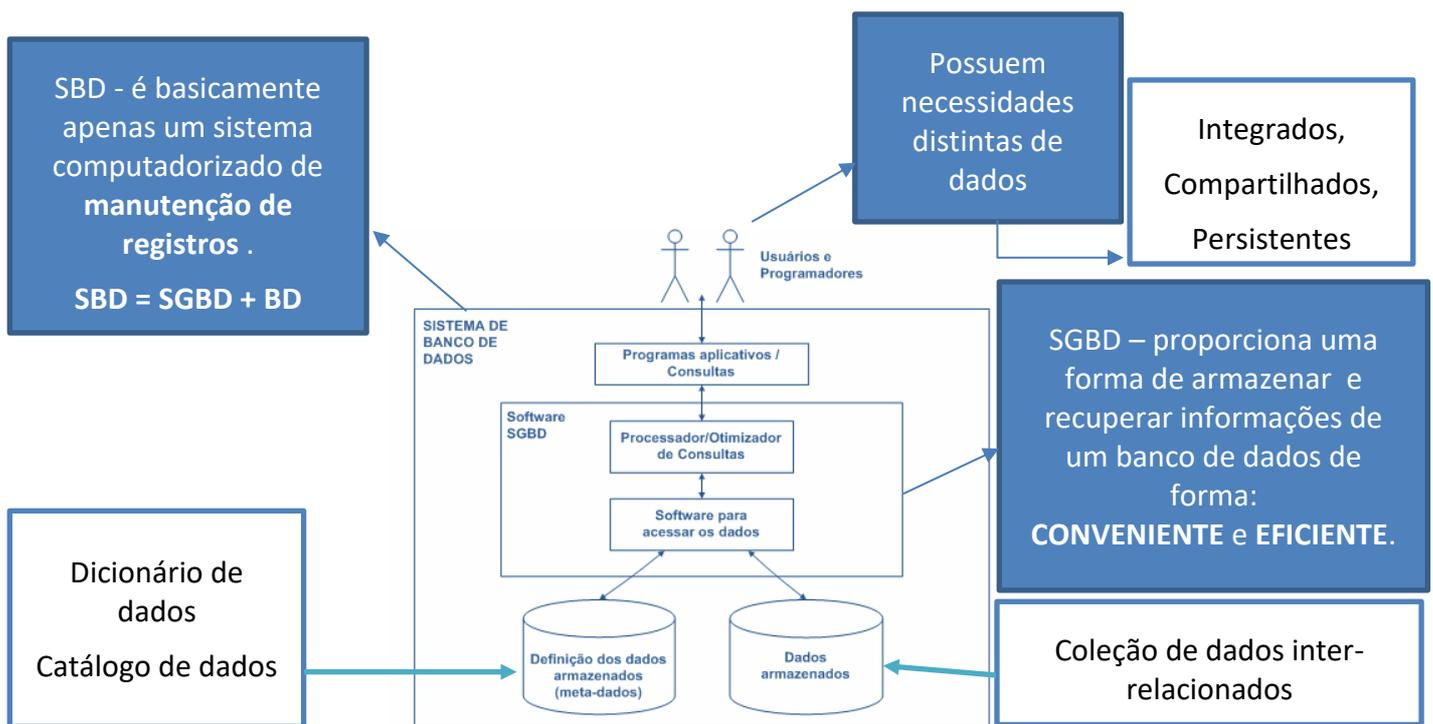 SBD - é basicamente
apenas um sistema
computadorizado de
manutenção de
registros .
SBD = SGBD + BD
Possuem
necessidades
distintas de
dados
Integrados,
Compartilhados,
Persistentes
Usuários e
Programadores
SISTEMA DE
BANCO DE
DADOS
Programas aplicativos /
Consultas
Software
SGBD
Processador/Otimizador
de Consultas
Software para
acessar os dados
SGBD – proporciona uma
forma de armazenar e
recuperar informações de
um banco de dados de
forma:
CONVENIENTE e EFICIENTE.
Dicionário de
dados
Catálogo de dados
Definição dos dados
armazenados
(meta-dados)
Dados
armazenados
Coleção de dados inter-
relacionados